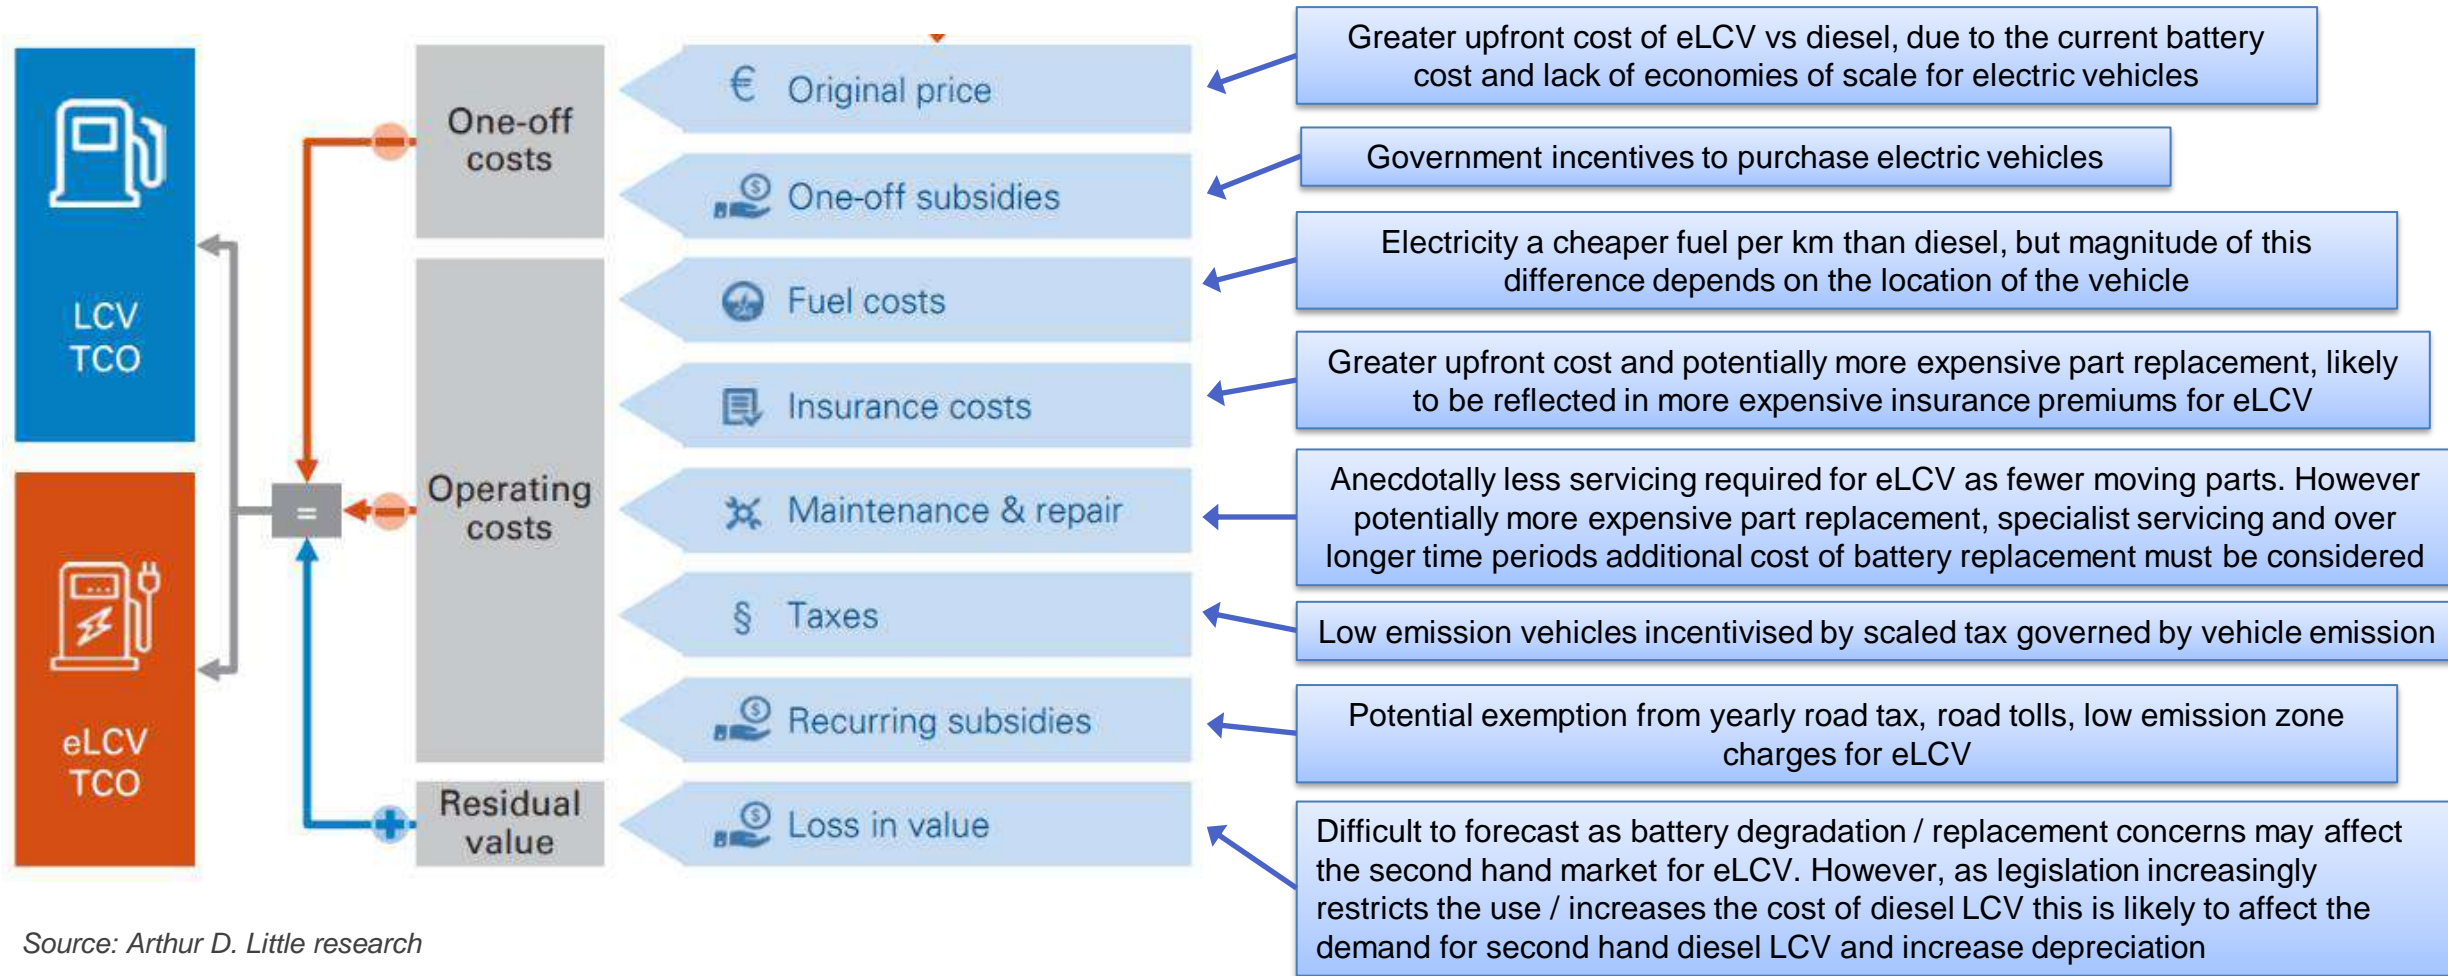 LCV
TCO
eLCV
TCO
=
One-off
costs
Operating
costs
Residual
value
€ Original price
One-off subsidies
Fuel costs
Insurance costs
Maintenance & repair
§ Taxes
Recurring subsidies
Loss in value
Greater upfront cost of eLCV vs diesel, due to the current battery
cost and lack of economies of scale for electric vehicles
Government incentives to purchase electric vehicles
Electricity a cheaper fuel per km than diesel, but magnitude of this
difference depends on the location of the vehicle
Greater upfront cost and potentially more expensive part replacement, likely
to be reflected in more expensive insurance premiums for eLCV
Anecdotally less servicing required for eLCV as fewer moving parts. However
potentially more expensive part replacement, specialist servicing and over
longer time periods additional cost of battery replacement must be considered
Low emission vehicles incentivised by scaled tax governed by vehicle emission
Potential exemption from yearly road tax, road tolls, low emission zone
charges for eLCV
Difficult to forecast as battery degradation / replacement concerns may affect
the second hand market for eLCV. However, as legislation increasingly
restricts the use / increases the cost of diesel LCV this is likely to affect the
demand for second hand diesel LCV and increase depreciation
Source: Arthur D. Little research